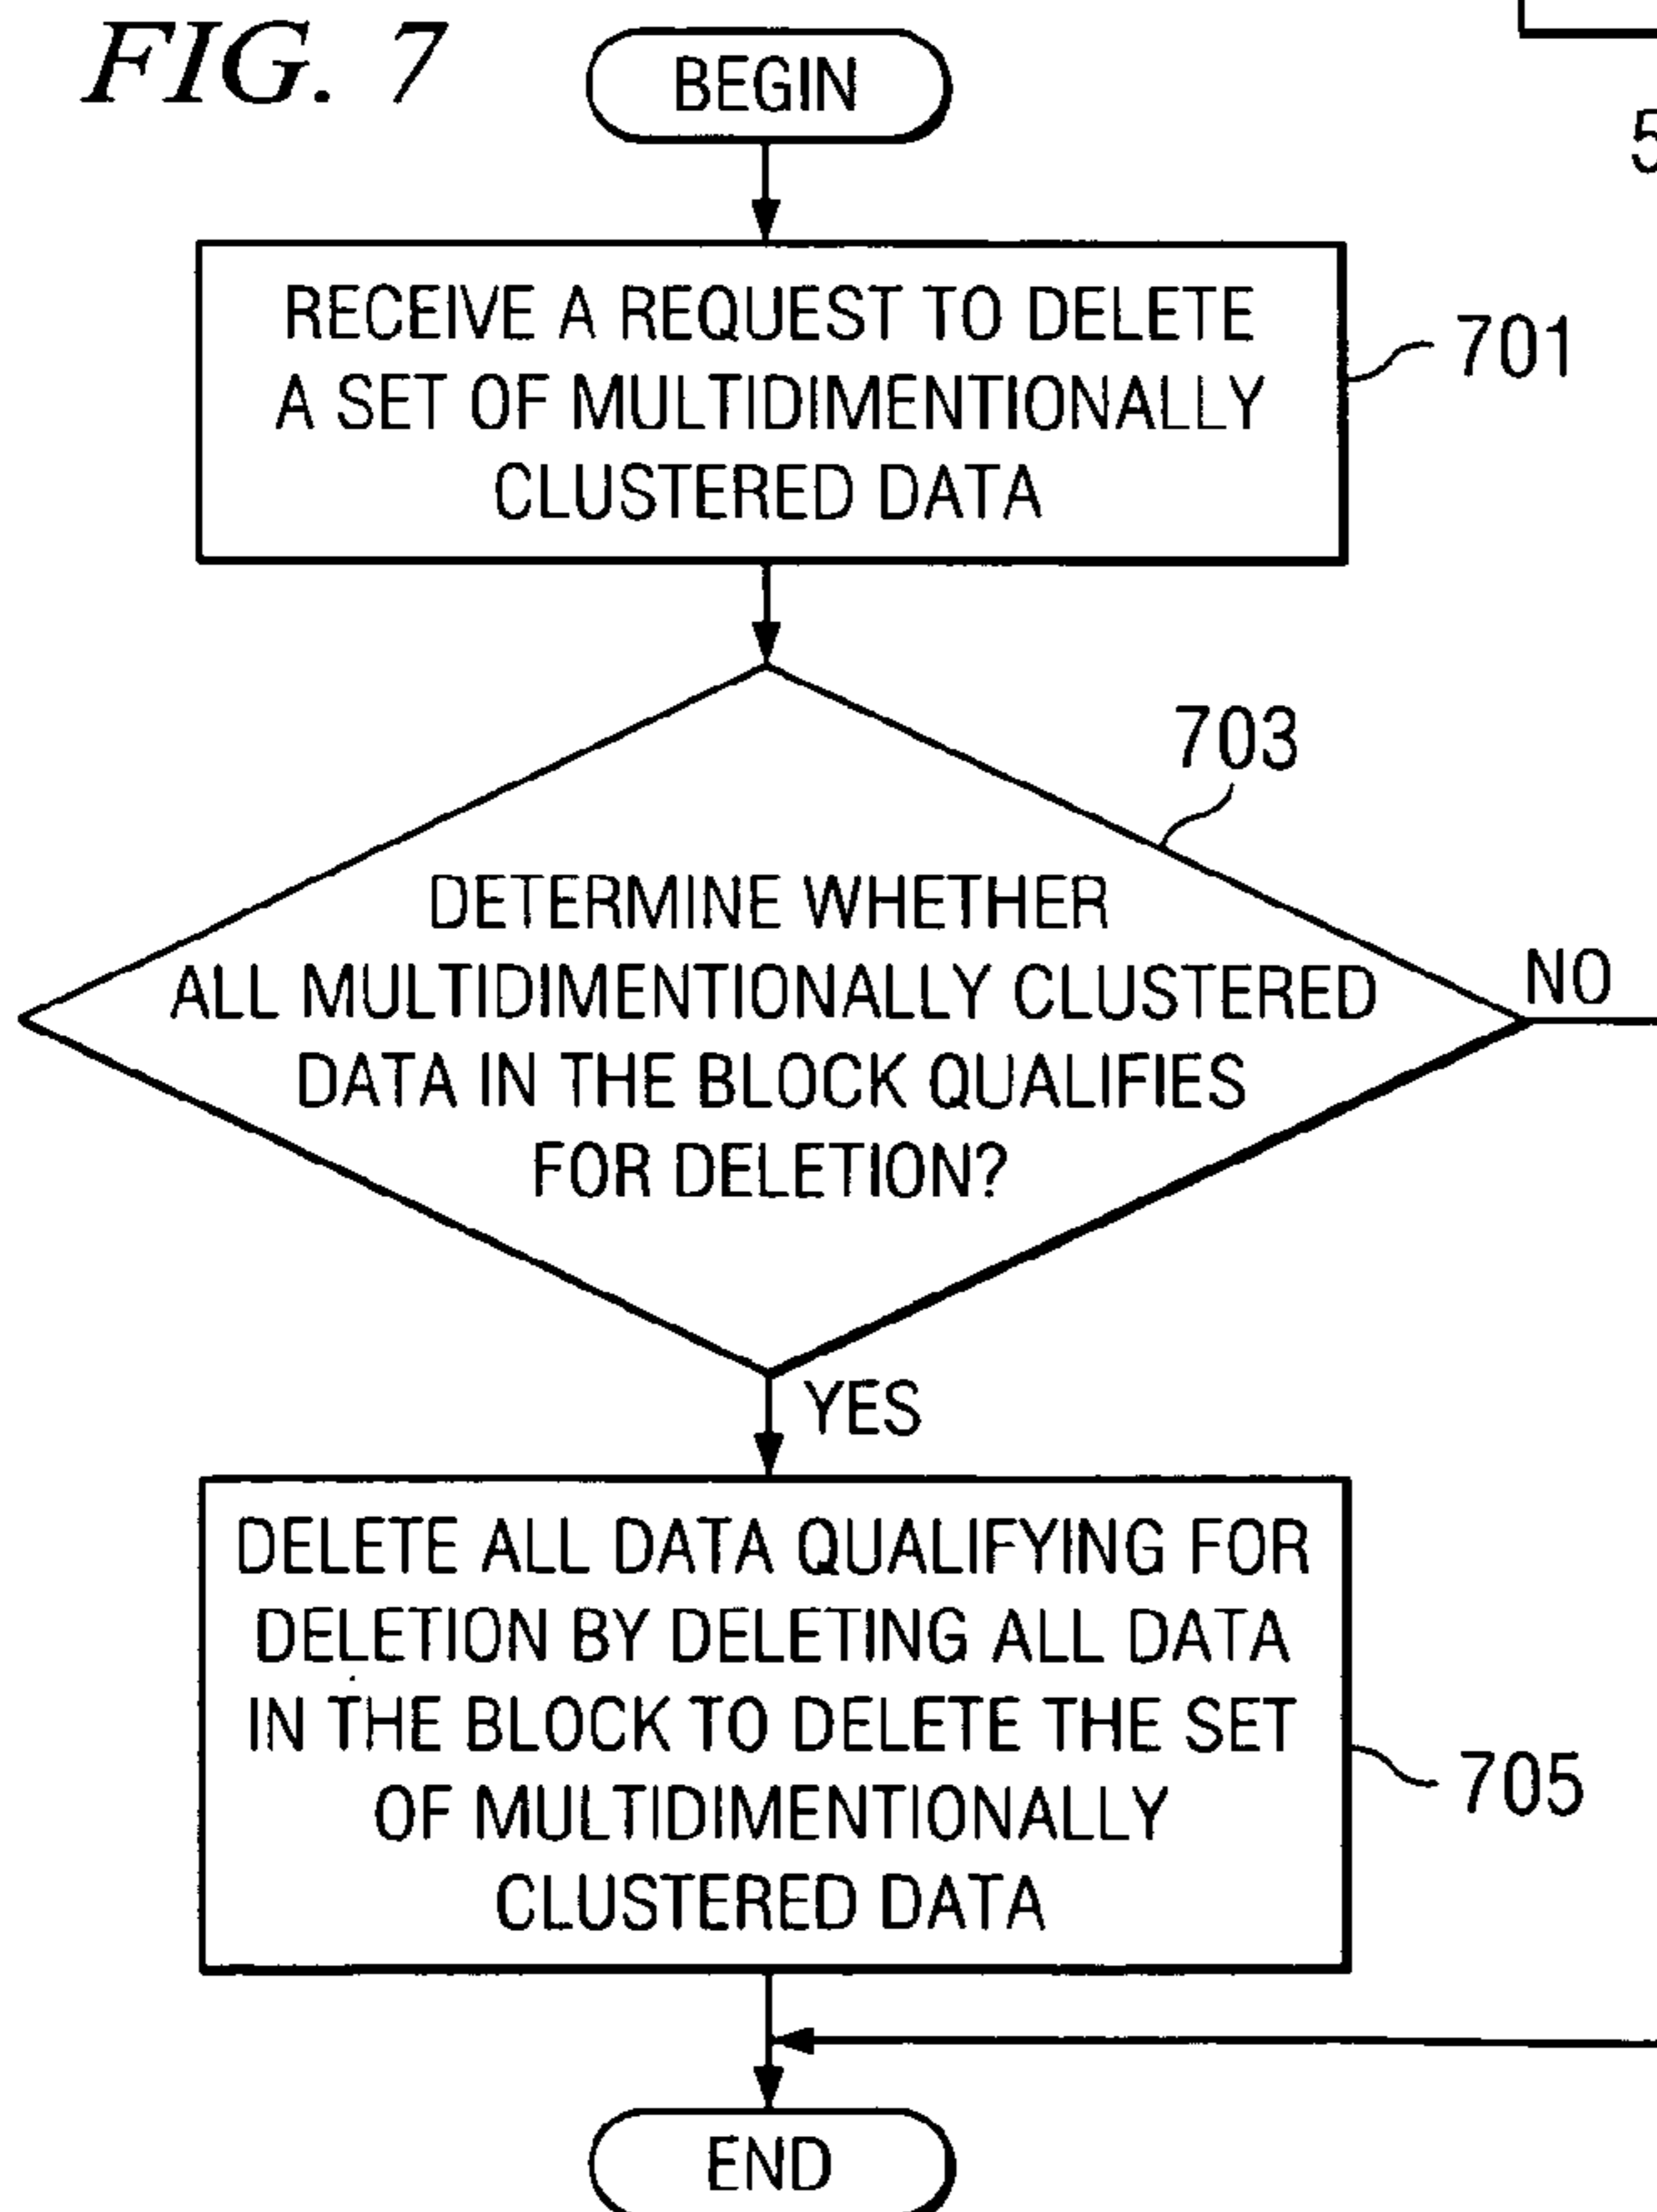 FIG. 7
BEGIN
5
RECEIVE A REQUEST TO DELETE
A SET OF MULTIDIMENTIONALLY
CLUSTERED DATA
701
703
DETERMINE WHETHER
ALL MULTIDIMENTIONALLY CLUSTERED
DATA IN THE BLOCK QUALIFIES
FOR DELETION?
NO
YES
DELETE ALL DATA QUALIFYING FOR
DELETION BY DELETING ALL DATA
IN THE BLOCK TO DELETE THE SET
OF MULTIDIMENTIONALLY
CLUSTERED DATA
705
END